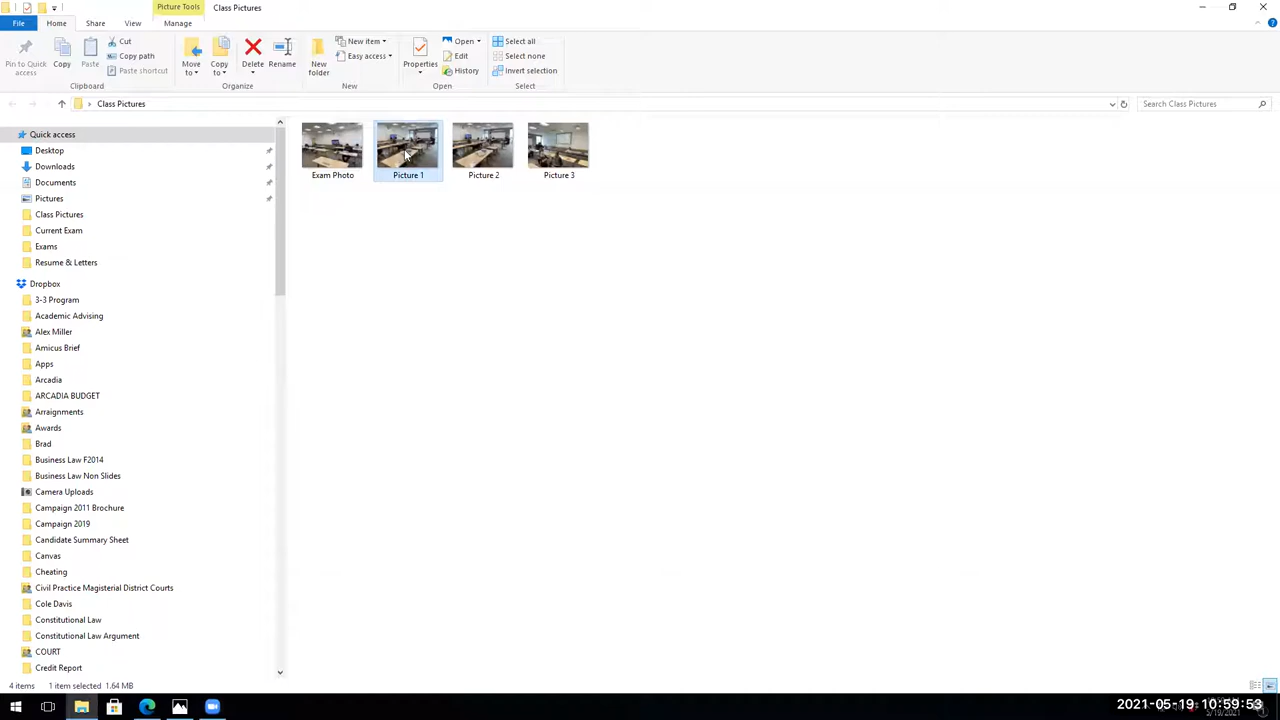 Picture Tools
Class Pictures
File
Home
Share
View
Manage
Pin to Quick access
Copy
Paste
Cut
Copy path
Paste shortcut
Clipboard
Move to
Copy to
Delete
Rename
Organize
New folder
New item
Easy access
New
Properties
Open
Edit
History
Open
Select all
Select none
Invert selection
Select
Class Pictures
Search Class Pictures
Quick access
Desktop
Downloads
Documents
Pictures
Class Pictures
Current Exam
Exams
Resume & Letters
Dropbox
3-3 Program
Academic Advising
Alex Miller
Amicus Brief
Apps
Arcadia
ARCADIA BUDGET
Arraignments
Awards
Brad
Business Law F2014
Business Law Non Slides
Camera Uploads
Campaign 2011 Brochure
Campaign 2019
Candidate Summary Sheet
Canvas
Cheating
Civil Practice Magisterial District Courts
Cole Davis
Constitutional Law
Constitutional Law Argument
COURT
Credit Report
Exam Photo
Picture 1
Picture 2
Picture 3
4 items
1 item selected 1.64 MB
2021-05-19 10:59:53
5/19/2021